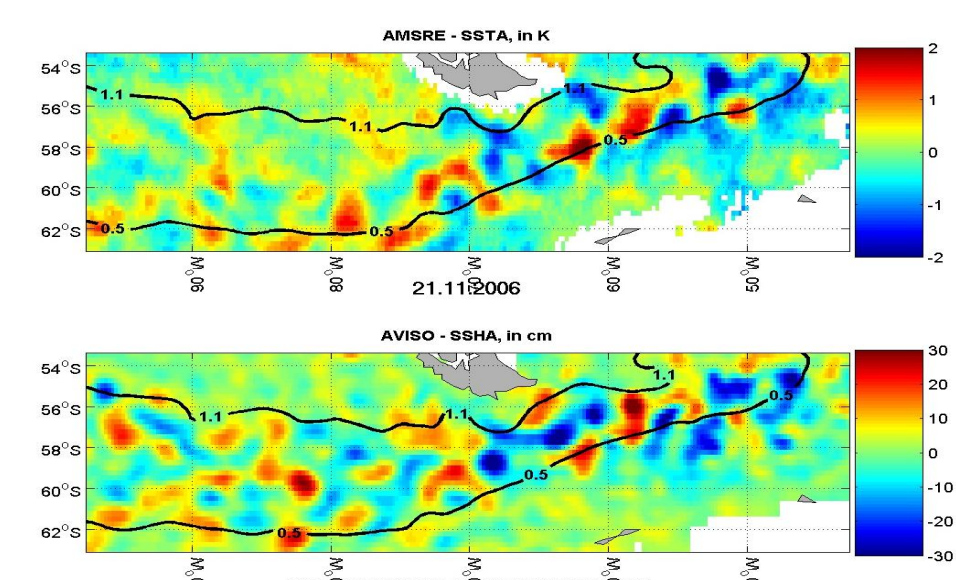 AMSRE - SSTA, in K
54°S
56°S
58°S
60°S
62°S
1.1
1.1
1.1
0.5
0.5
0.5
2
1
0
-1
-2
90°W
80°W
70°W
60°W
50°W
21.11.2006
AVISO - SSHA, in cm
54°S
56°S
58°S
60°S
62°S
1.1
1.1
1.1
0.5
0.5
0.5
30
20
10
0
-10
-20
-30